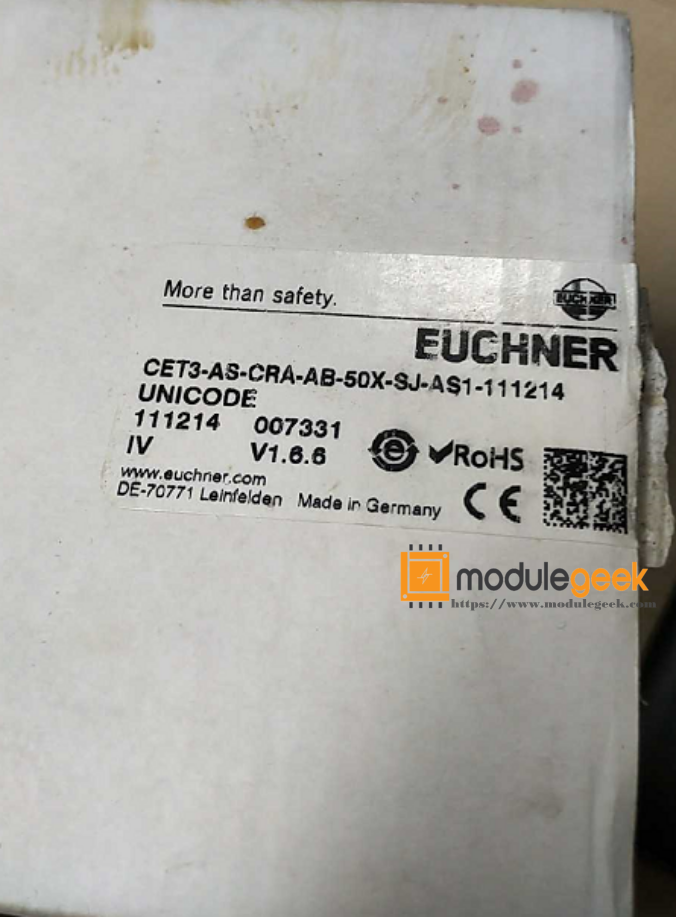 More than safety.
EUCHNER
EUCHNER
CET3-AS-CRA-AB-50X-SJ-AS1-111214
UNICODE
111214 007331
IV V1.6.6
e RoHS
www.euchner.com
DE-70771 Leinfelden Made in Germany CE
modulegeek
https://www.modulegeek.com